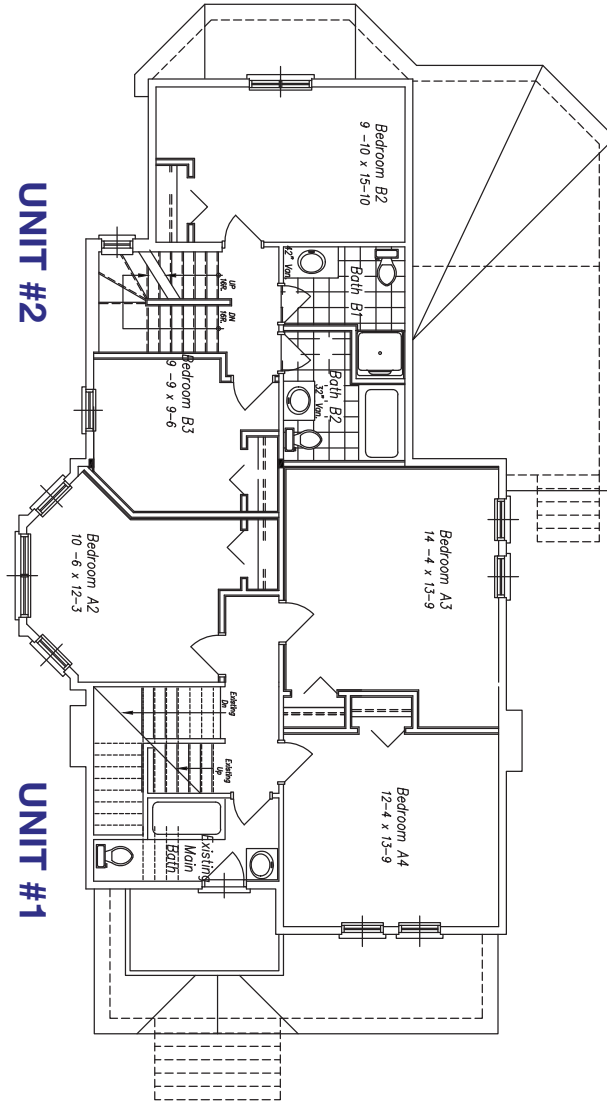 Bedroom B2
9 -10 x 15-10
42" Van.
Bath B1
UP
16R.
DN
16R.
Bath B2
32" Van.
Bedroom B3
9 -9 x 9-6
UNIT #2
Bedroom A3
14 -4 x 13-9
Bedroom A2
10 -6 x 12-3
Existing
Dn
Existing
Up
Bedroom A4
12-4 x 13-9
Existing
Main
Bath
UNIT #1